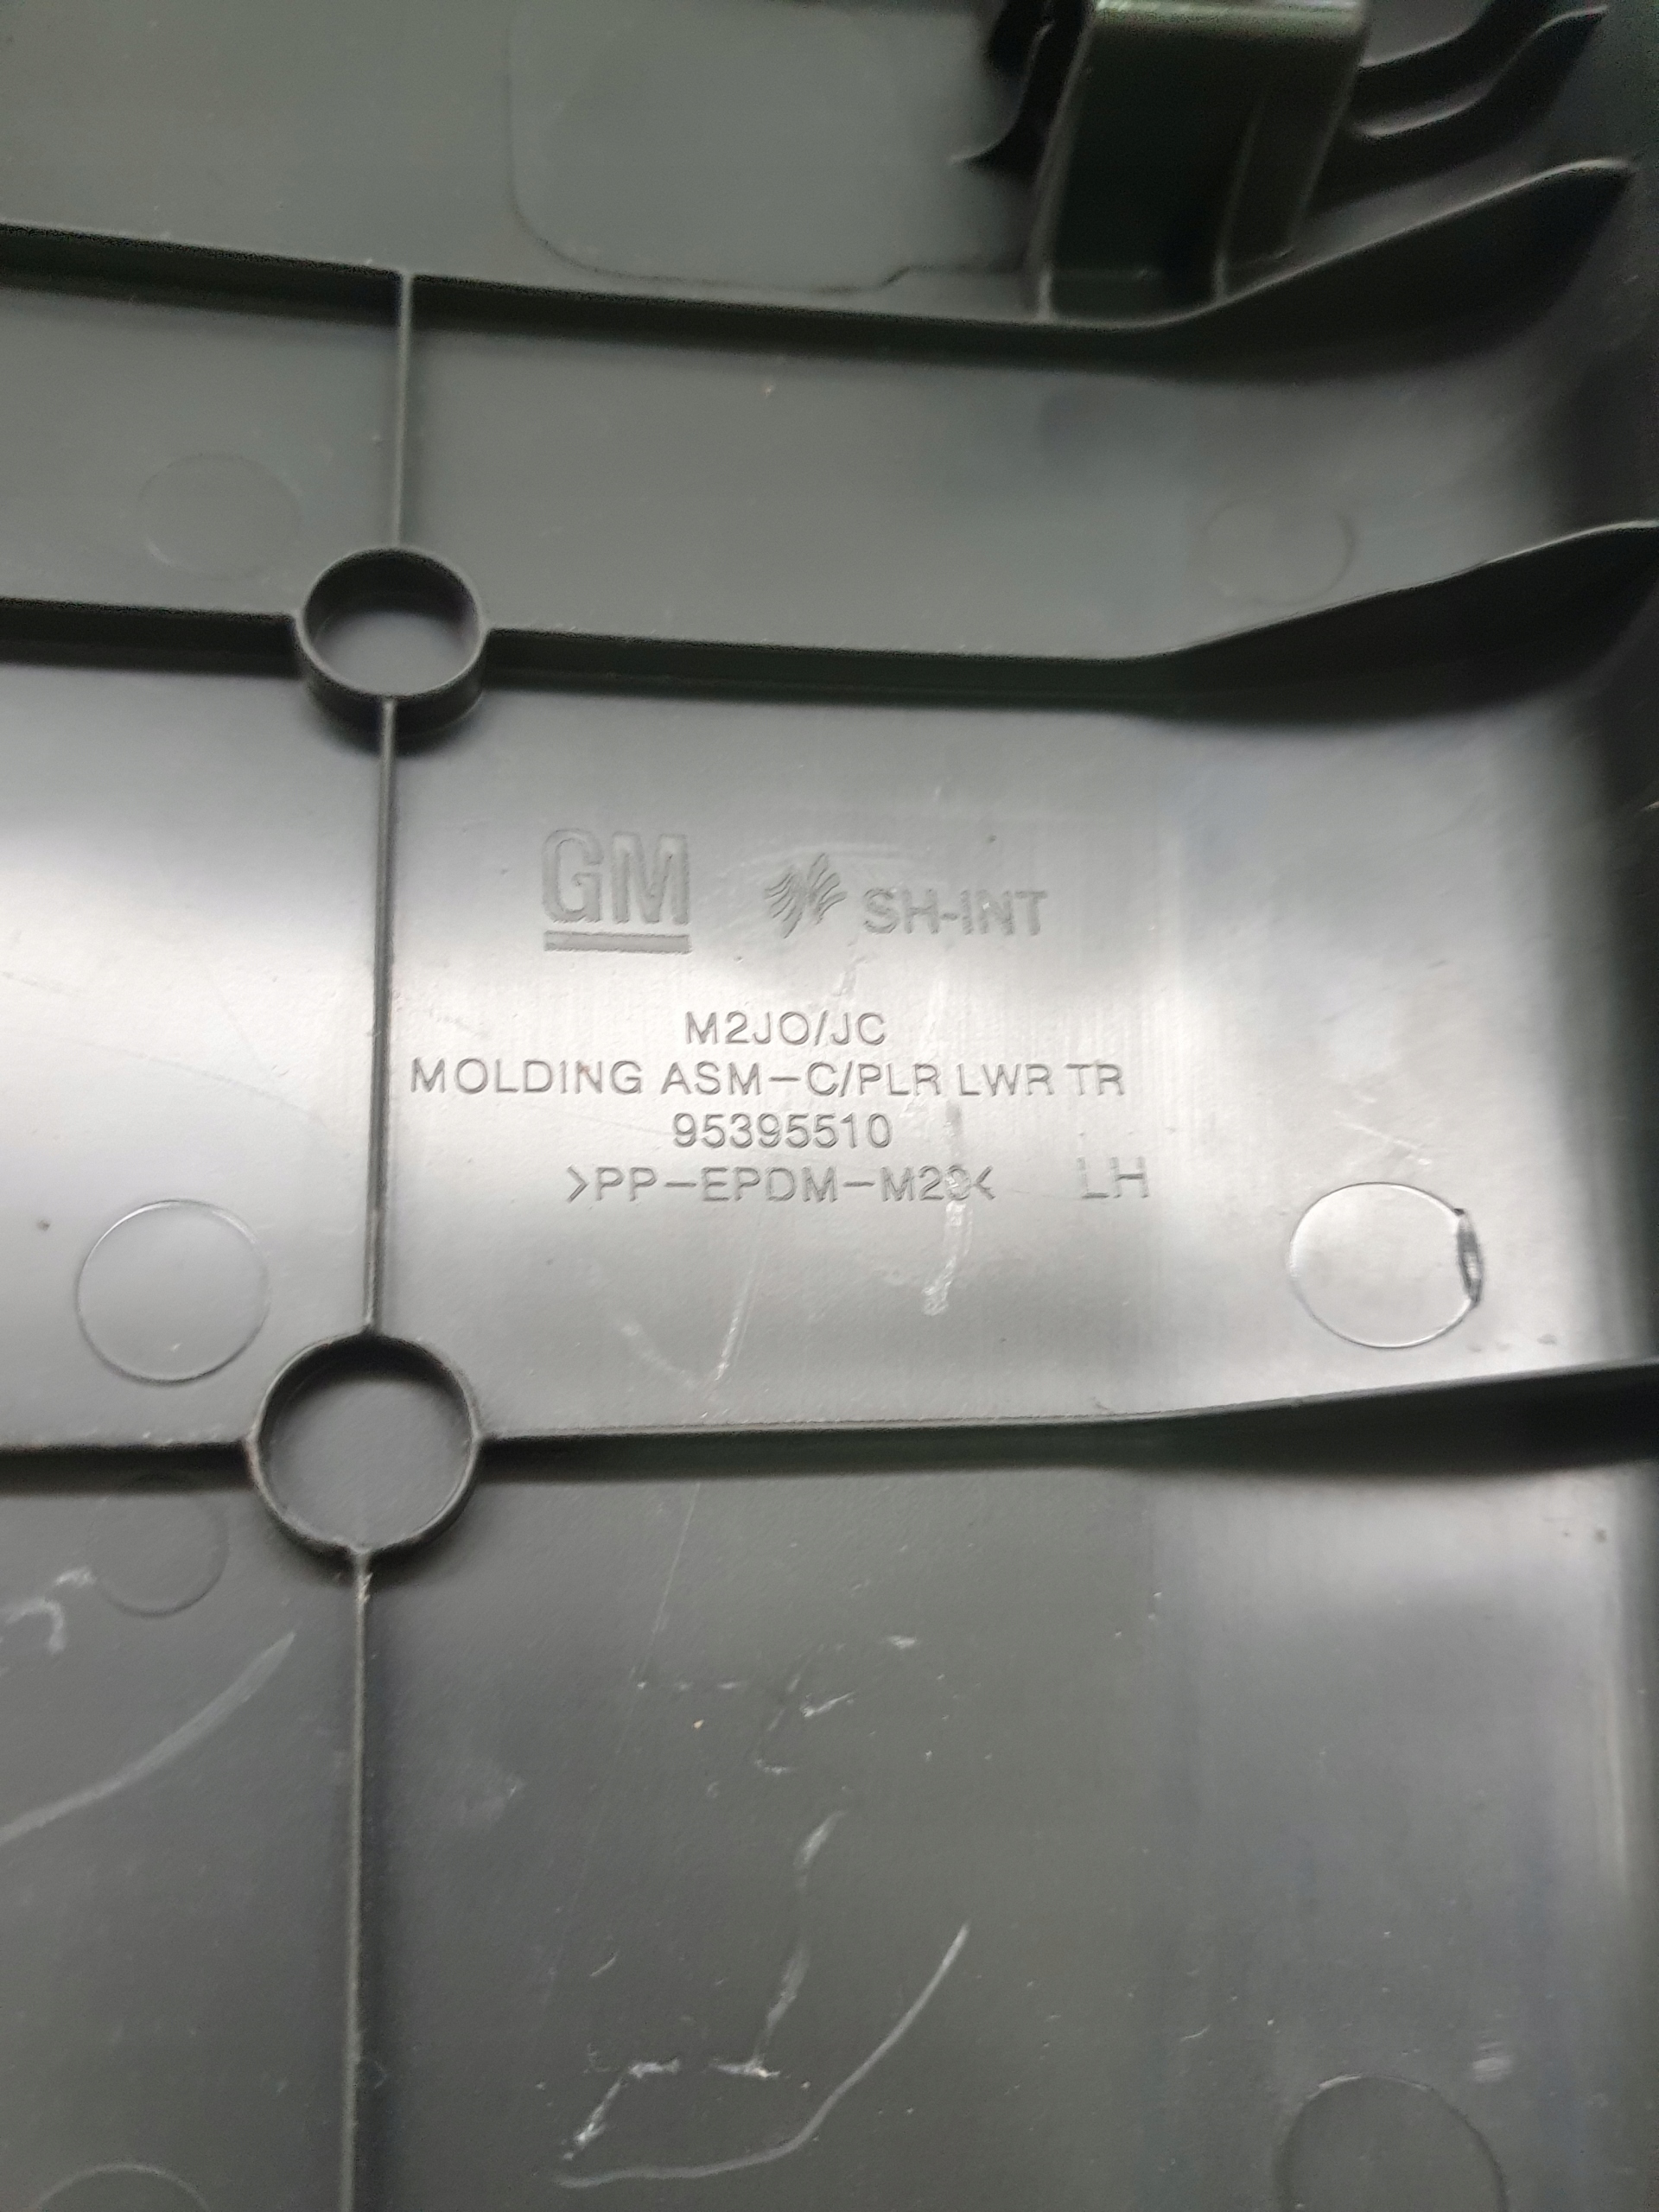 GM SH-INT
M2JO/JC
MOLDING ASM-C/PLR LWR TR
95395510
>PP-EPDM-M20< LH